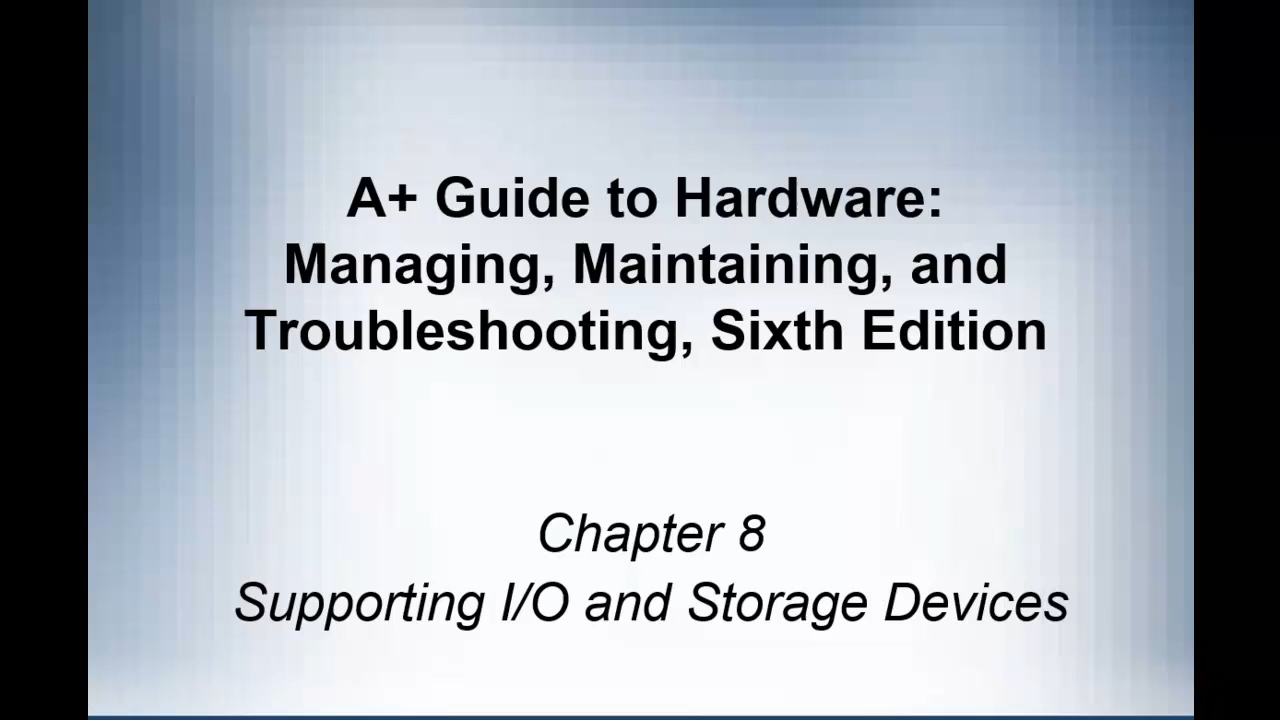 A+ Guide to Hardware:
Managing, Maintaining, and
Troubleshooting, Sixth Edition
Chapter 8
Supporting I/O and Storage Devices